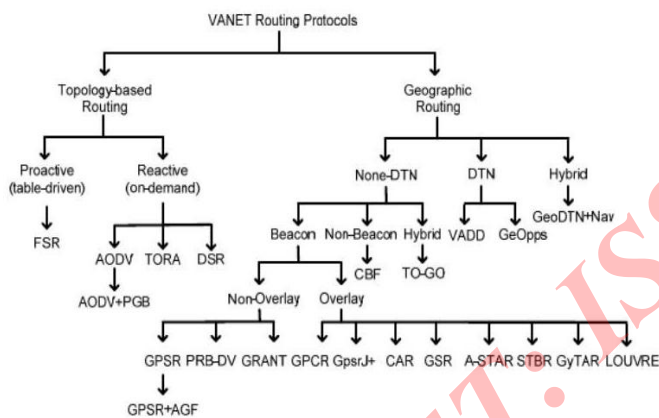 VANET Routing Protocols
Topology-based
Routing
Geographic
Routing
Proactive
(table-driven)
Reactive
(on-demand)
None-DTN
DTN
Hybrid
FSR
GeoDTN+Nav
Beacon
Non-Beacon
Hybrid
VADD
GeOpps
AODV
TORA
DSR
CBF
TO-GO
AODV+PGB
Non-Overlay
Overlay
GPSR
PRB-DV
GRANT
GPCR
GpsrJ+
CAR
GSR
A-STAR
STBR
GyTAR
LOUVRE
GPSR+AGF